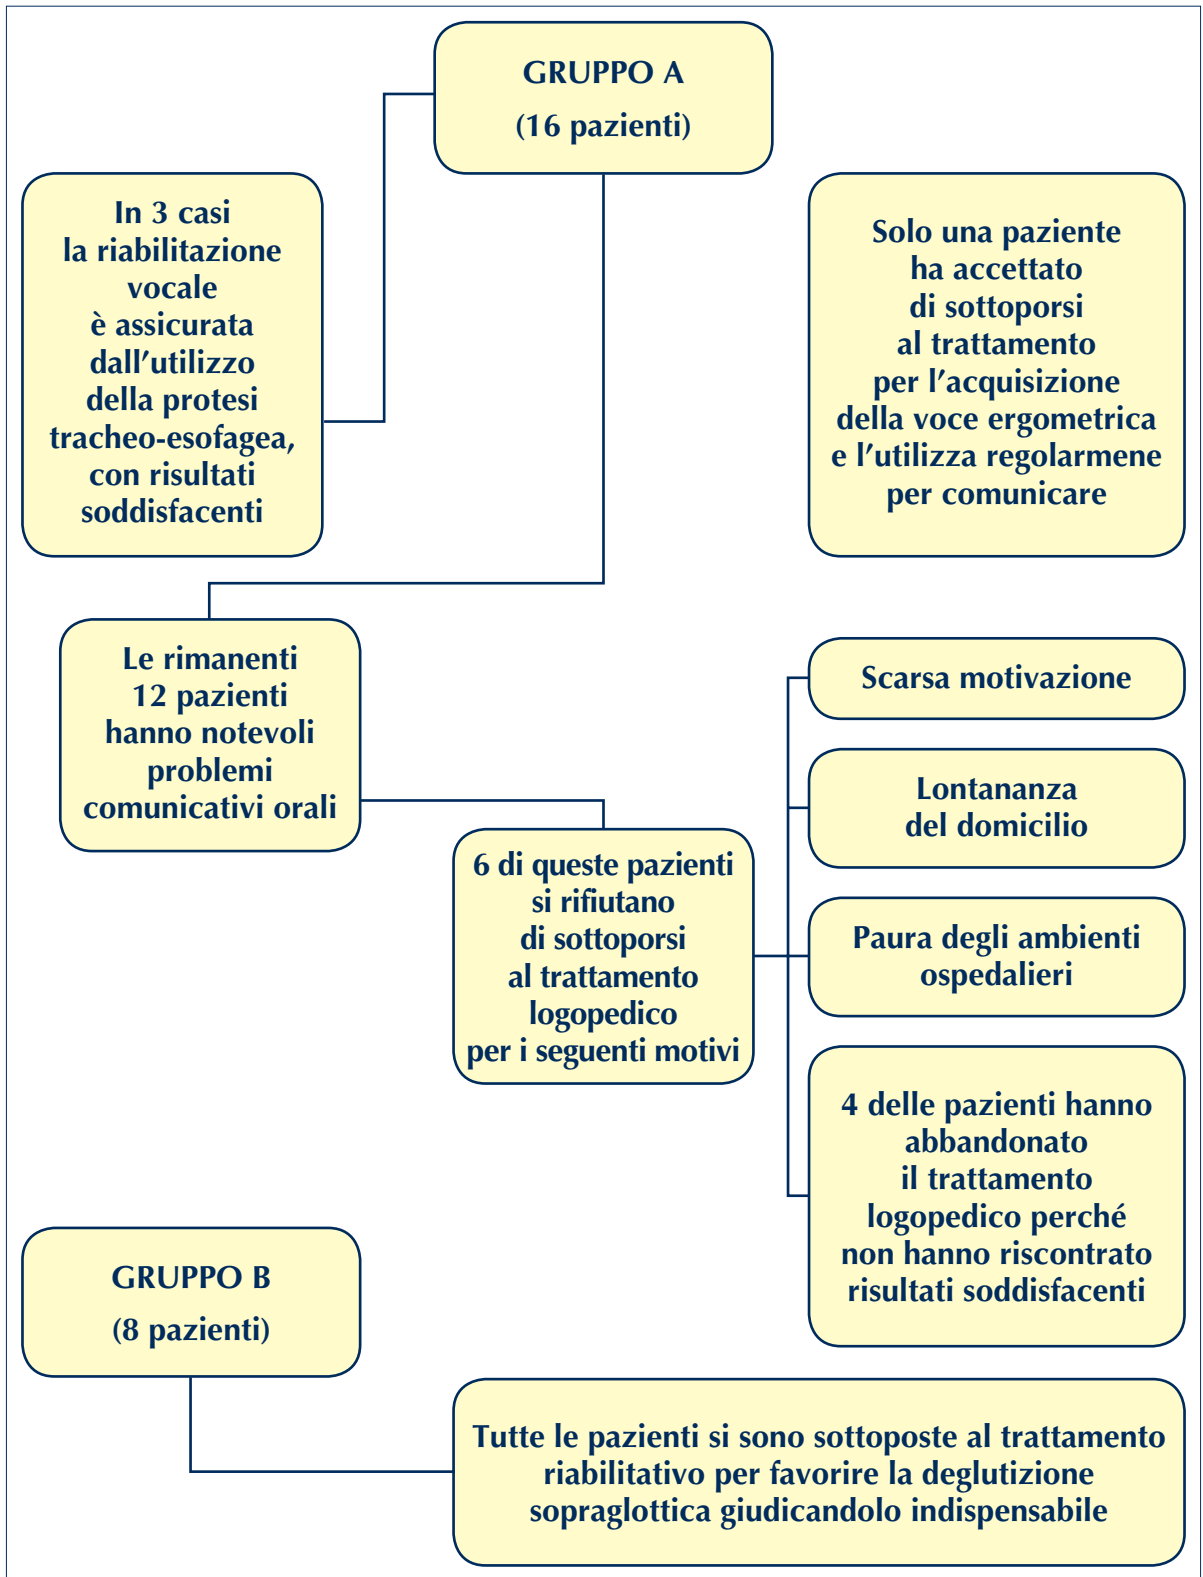 GRUPPO A
(16 pazienti)
In 3 casi
la riabilitazione
vocale
è assicurata
dall'utilizzo
della protesi
tracheo-esofagea,
con risultati
soddisfacenti
Solo una paziente
ha accettato
di sottoporsi
al trattamento
per l'acquisizione
della voce ergometrica
e l'utilizza regolarmene
per comunicare
Le rimanenti
12 pazienti
hanno notevoli
problemi
comunicativi orali
6 di queste pazienti
si rifiutano
di sottoporsi
al trattamento
logopedico
per i seguenti motivi
Scarsa motivazione
Lontananza
del domicilio
Paura degli ambienti
ospedalieri
4 delle pazienti hanno
abbandonato
il trattamento
logopedico perché
non hanno riscontrato
risultati soddisfacenti
GRUPPO B
(8 pazienti)
Tutte le pazienti si sono sottoposte al trattamento
riabilitativo per favorire la deglutizione
sopraglottica giudicandolo indispensabile